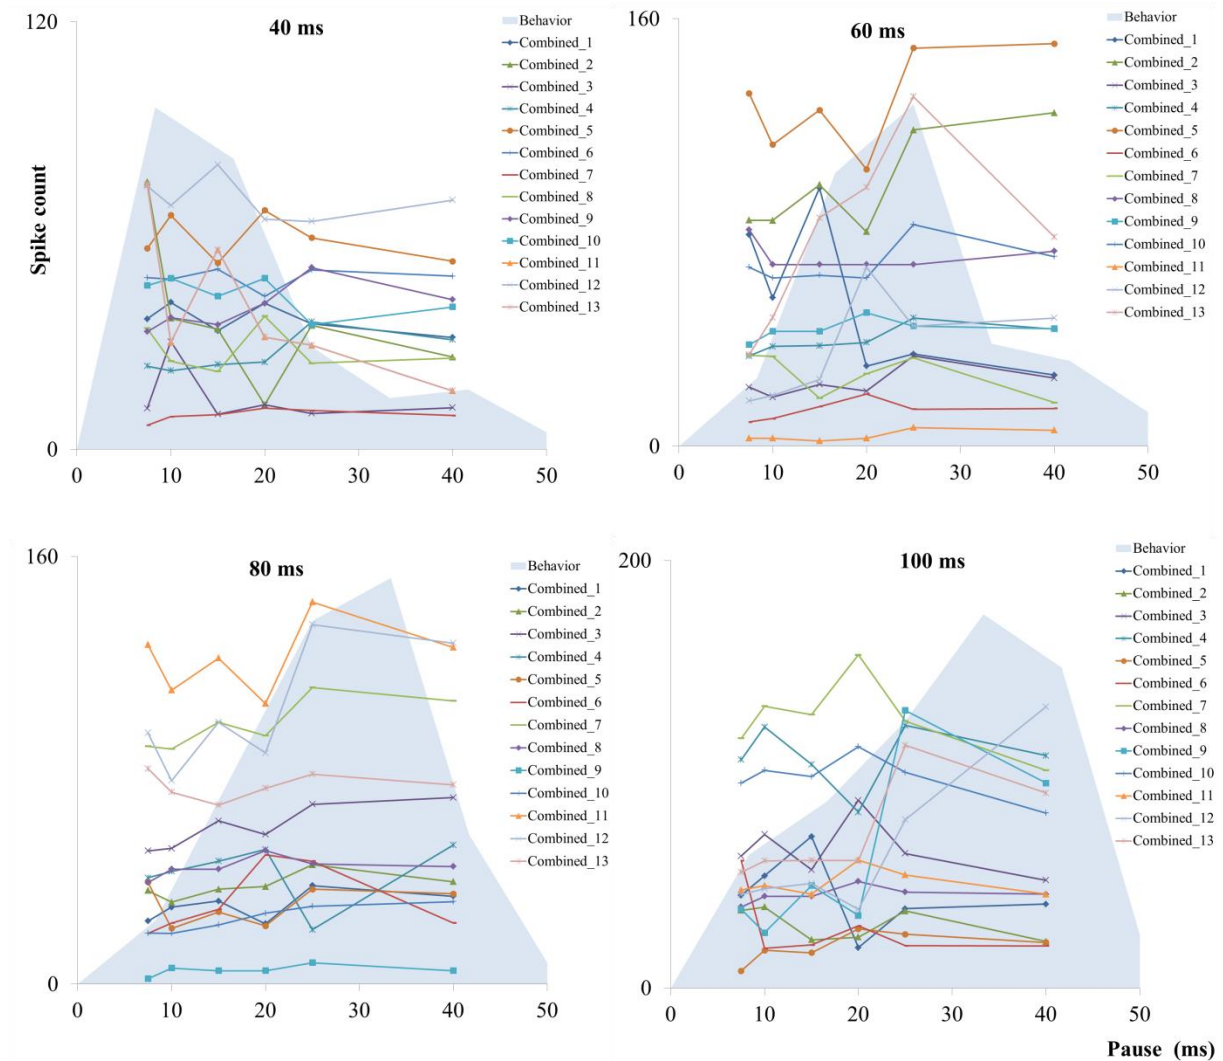 120
40 ms
Spike count
0
0
10
20
30
40
50
Behavior
Combined_1
Combined_2
Combined_3
Combined_4
Combined_5
Combined_6
Combined_7
Combined_8
Combined_9
Combined_10
Combined_11
Combined_12
Combined_13
160
60 ms
0
0
10
20
30
40
50
Behavior
Combined_1
Combined_2
Combined_3
Combined_4
Combined_5
Combined_6
Combined_7
Combined_8
Combined_9
Combined_10
Combined_11
Combined_12
Combined_13
160
80 ms
0
0
10
20
30
40
50
Behavior
Combined_1
Combined_2
Combined_3
Combined_4
Combined_5
Combined_6
Combined_7
Combined_8
Combined_9
Combined_10
Combined_11
Combined_12
Combined_13
200
100 ms
0
0
10
20
30
40
50
Behavior
Combined_1
Combined_2
Combined_3
Combined_4
Combined_5
Combined_6
Combined_7
Combined_8
Combined_9
Combined_10
Combined_11
Combined_12
Combined_13
Pause (ms)